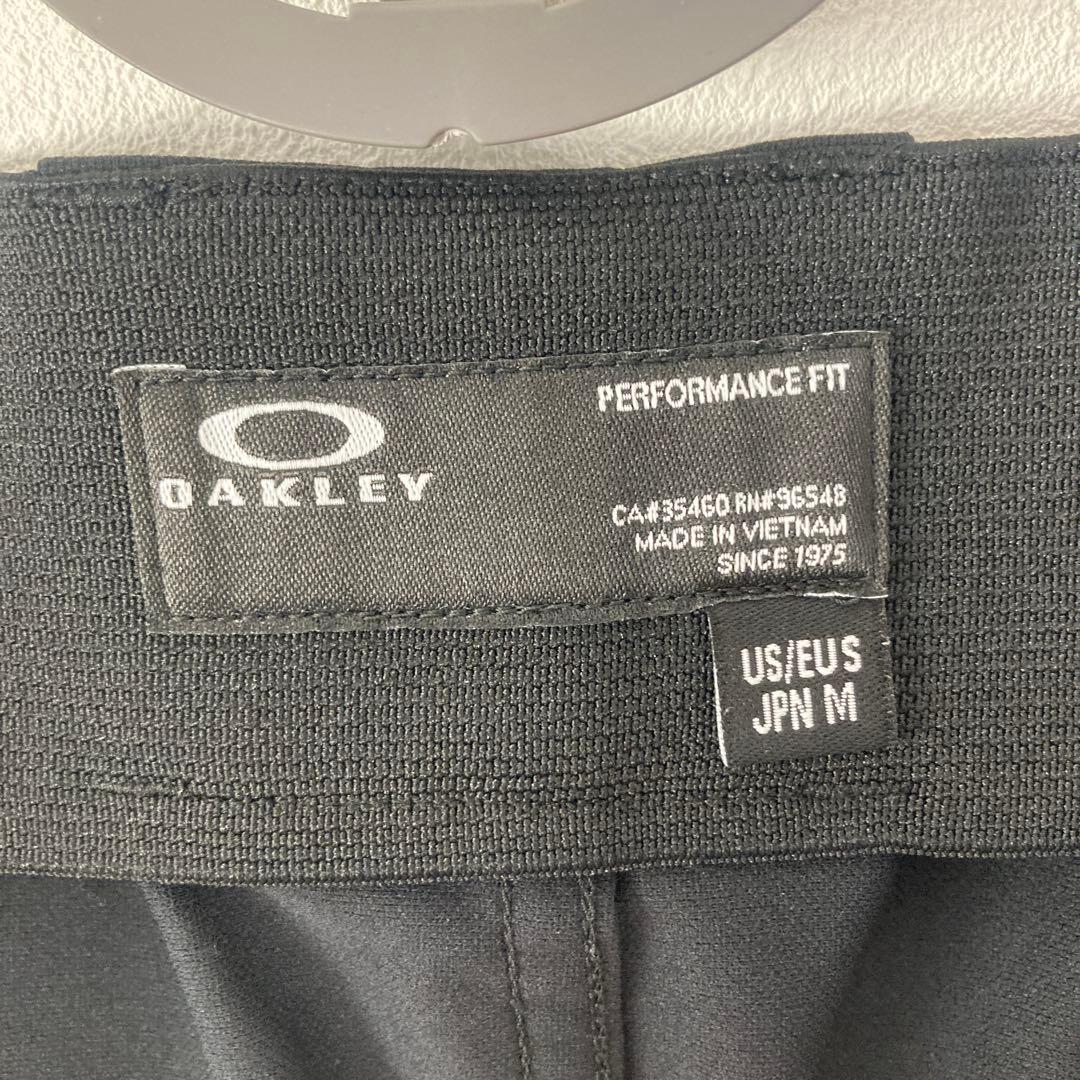 PERFORMANCE FIT
OAKLEY
CA#35460 RN#96548
MADE IN VIETNAM
SINCE 1975
US/EU S
JPN M